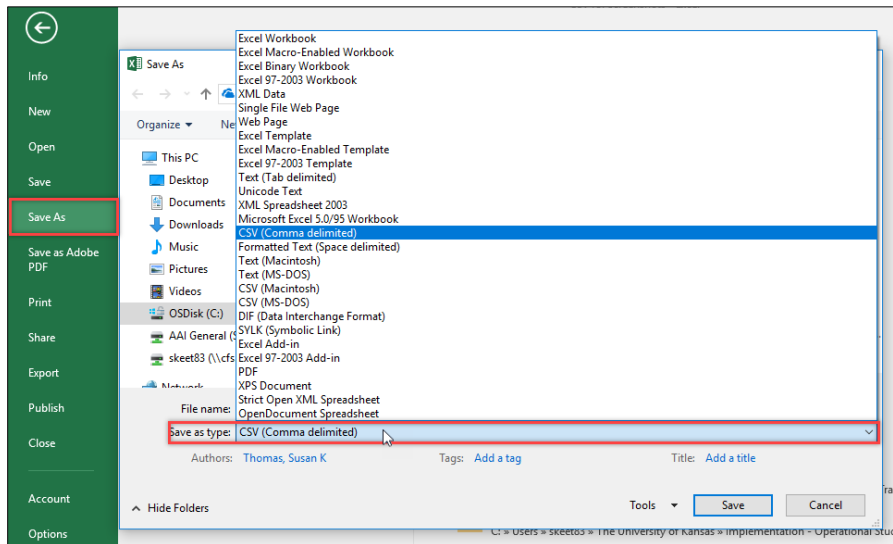 Info
New
Open
Save
Save As
Save as Adobe
PDF
Print
Share
Export
Publish
Close
Account
Options
Save As
Organize
Ne
This PC
Desktop
Documents
Downloads
Music
Pictures
Videos
OSDisk (C:)
AAI General (S
skeet83 (\\cfs
Network
Excel Workbook
Excel Macro-Enabled Workbook
Excel Binary Workbook
Excel 97-2003 Workbook
XML Data
Single File Web Page
Web Page
Excel Template
Excel Macro-Enabled Template
Excel 97-2003 Template
Text (Tab delimited)
Unicode Text
XML Spreadsheet 2003
Microsoft Excel 5.0/95 Workbook
CSV (Comma delimited)
Formatted Text (Space delimited)
Text (Macintosh)
Text (MS-DOS)
CSV (Macintosh)
CSV (MS-DOS)
DIF (Data Interchange Format)
SYLK (Symbolic Link)
Excel Add-in
Excel 97-2003 Add-in
PDF
XPS Document
Strict Open XML Spreadsheet
OpenDocument Spreadsheet
File name:
Save as type: CSV (Comma delimited)
Authors: Thomas, Susan K Tags: Add a tag Title: Add a title
Hide Folders Tools Save Cancel
C: » Users » skeet83 » The University of Kansas » Implementation - Operational Stud